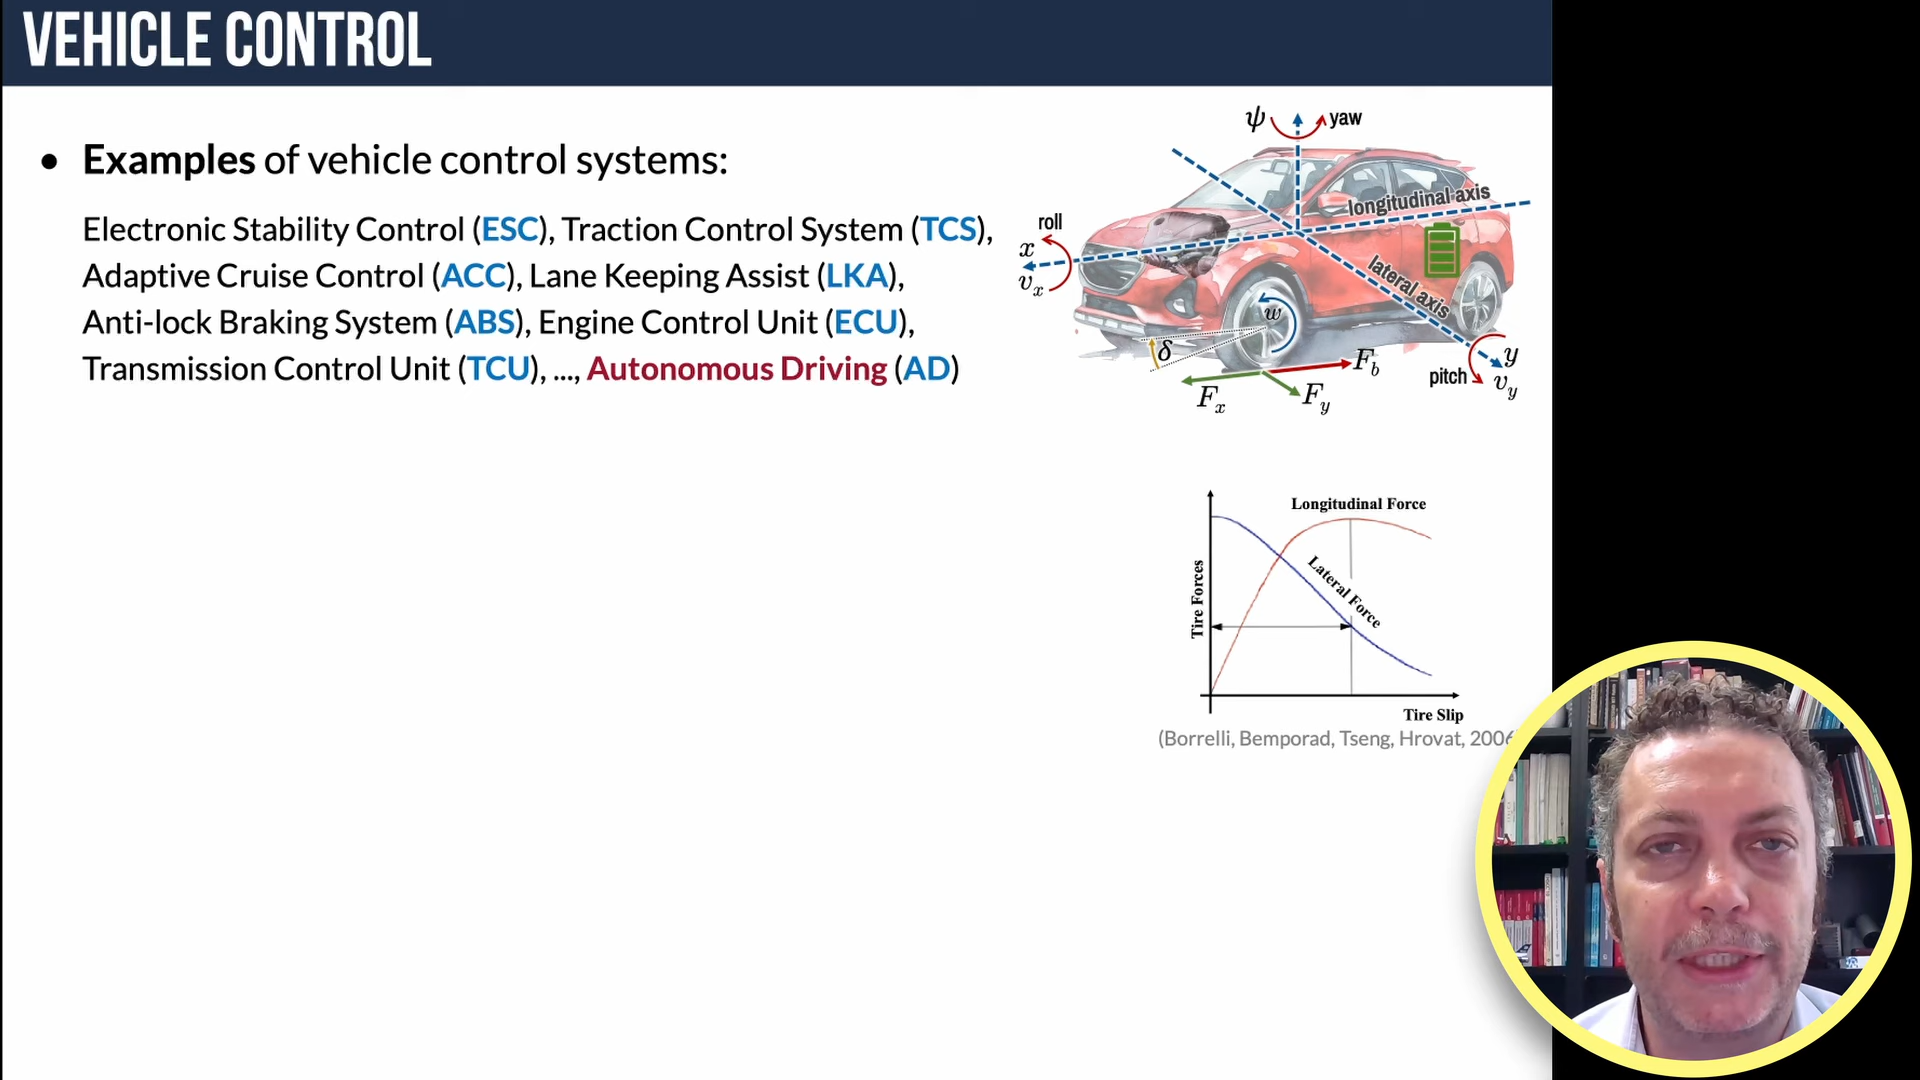 VEHICLE CONTROL
• Examples of vehicle control systems:
Electronic Stability Control (ESC), Traction Control System (TCS),
Adaptive Cruise Control (ACC), Lane Keeping Assist (LKA),
Anti-lock Braking System (ABS), Engine Control Unit (ECU),
Transmission Control Unit (TCU), ..., Autonomous Driving (AD)
ψ yaw
longitudinal axis
roll
x
v_x
lateral axis
w
δ
F_x
F_y
F_b
pitch
y
v_y
Longitudinal Force
Lateral Force
Tire Forces
Tire Slip
(Borrelli, Bemporad, Tseng, Hrovat, 2006